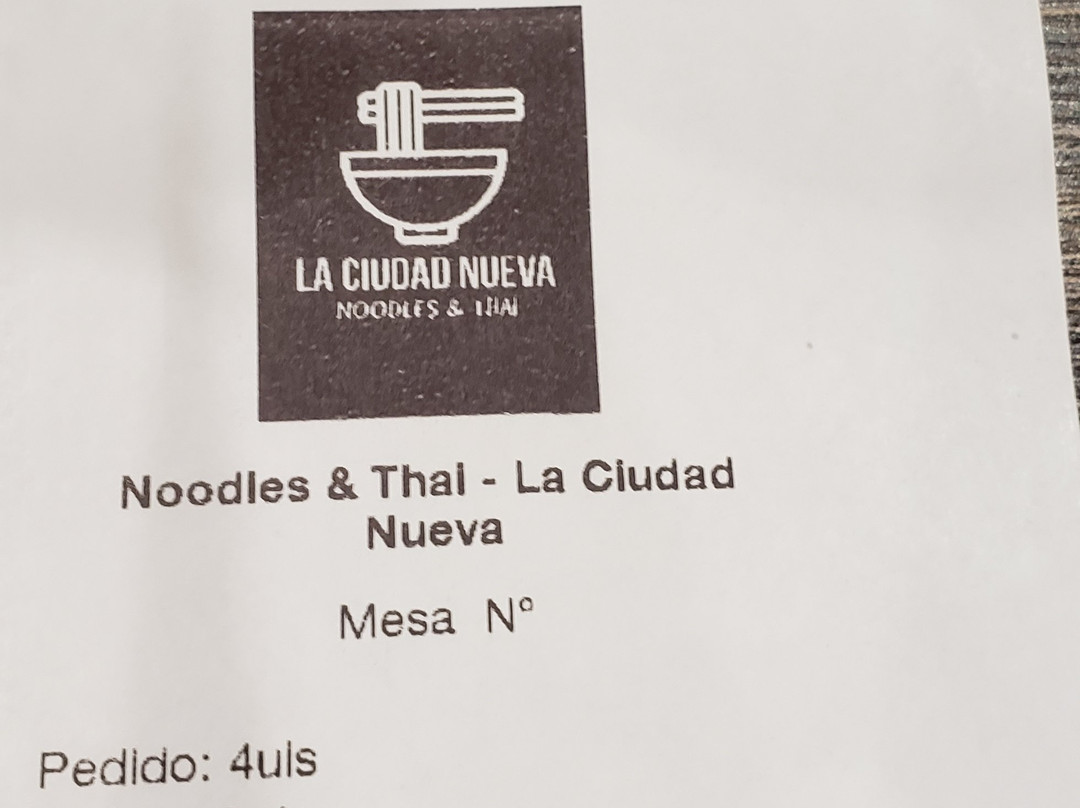 LA CIUDAD NUEVA
NOODLES & THAI
Noodles & Thai - La Ciudad
Nueva
Mesa N°
Pedido: 4uls